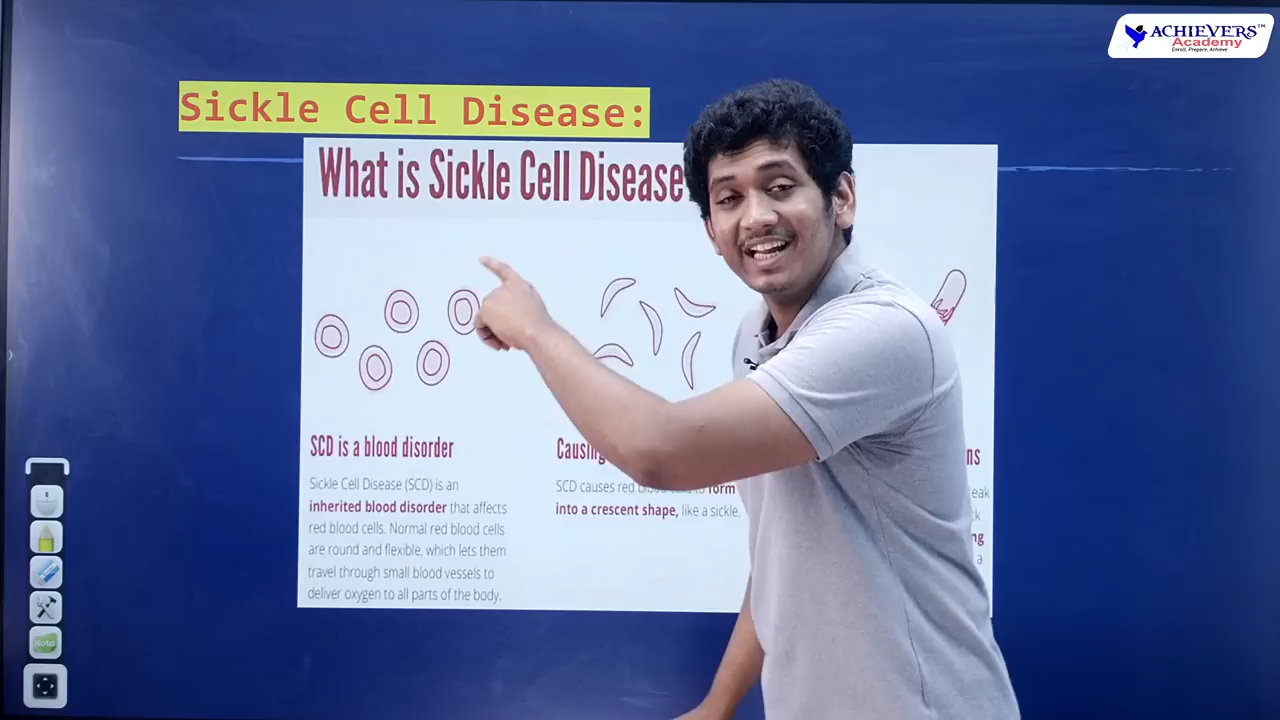 ACHIEVERS™
Academy
Enroll, Prepare, Achieve
Sickle Cell Disease:
What is Sickle Cell Disease
SCD is a blood disorder
Sickle Cell Disease (SCD) is an
inherited blood disorder that affects
red blood cells. Normal red blood cells
are round and flexible, which lets them
travel through small blood vessels to
deliver oxygen to all parts of the body.
Causing
SCD causes red blood form
into a crescent shape, like a sickle.
ns
eak
ck
ng
a
Note